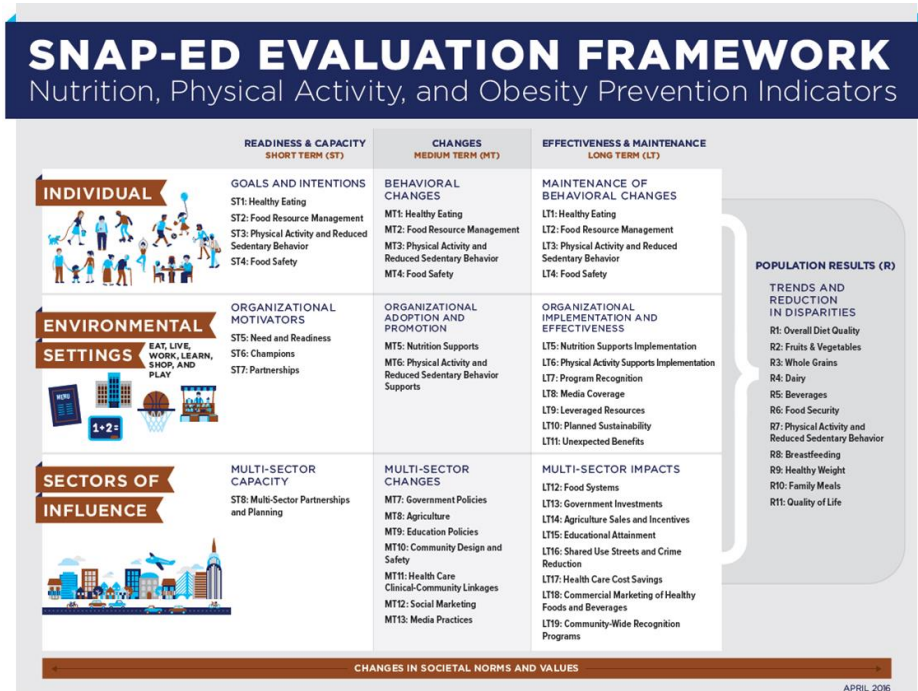 SNAP-ED EVALUATION FRAMEWORK
Nutrition, Physical Activity, and Obesity Prevention Indicators
READINESS & CAPACITY
SHORT TERM (ST)
CHANGES
MEDIUM TERM (MT)
EFFECTIVENESS & MAINTENANCE
LONG TERM (LT)
INDIVIDUAL
GOALS AND INTENTIONS
ST1: Healthy Eating
ST2: Food Resource Management
ST3: Physical Activity and Reduced
Sedentary Behavior
ST4: Food Safety
BEHAVIORAL
CHANGES
MT1: Healthy Eating
MT2: Food Resource Management
MT3: Physical Activity and
Reduced Sedentary Behavior
MT4: Food Safety
MAINTENANCE OF
BEHAVIORAL CHANGES
LT1: Healthy Eating
LT2: Food Resource Management
LT3: Physical Activity and Reduced
Sedentary Behavior
LT4: Food Safety
ENVIRONMENTAL
SETTINGS
EAT, LIVE,
WORK, LEARN,
SHOP, AND
PLAY
MENU
1+2=
ORGANIZATIONAL
MOTIVATORS
ST5: Need and Readiness
ST6: Champions
ST7: Partnerships
ORGANIZATIONAL
ADOPTION AND
PROMOTION
MT5: Nutrition Supports
MT6: Physical Activity and
Reduced Sedentary Behavior
Supports
ORGANIZATIONAL
IMPLEMENTATION AND
EFFECTIVENESS
LT5: Nutrition Supports Implementation
LT6: Physical Activity Supports Implementation
LT7: Program Recognition
LT8: Media Coverage
LT9: Leveraged Resources
LT10: Planned Sustainability
LT11: Unexpected Benefits
SECTORS OF
INFLUENCE
MULTI-SECTOR
CAPACITY
ST8: Multi-Sector Partnerships
and Planning
MULTI-SECTOR
CHANGES
MT7: Government Policies
MT8: Agriculture
MT9: Education Policies
MT10: Community Design and
Safety
MT11: Health Care
Clinical-Community Linkages
MT12: Social Marketing
MT13: Media Practices
MULTI-SECTOR IMPACTS
LT12: Food Systems
LT13: Government Investments
LT14: Agriculture Sales and Incentives
LT15: Educational Attainment
LT16: Shared Use Streets and Crime
Reduction
LT17: Health Care Cost Savings
LT18: Commercial Marketing of Healthy
Foods and Beverages
LT19: Community-Wide Recognition
Programs
POPULATION RESULTS (R)
TRENDS AND
REDUCTION
IN DISPARITIES
R1: Overall Diet Quality
R2: Fruits & Vegetables
R3: Whole Grains
R4: Dairy
R5: Beverages
R6: Food Security
R7: Physical Activity and
Reduced Sedentary Behavior
R8: Breastfeeding
R9: Healthy Weight
R10: Family Meals
R11: Quality of Life
CHANGES IN SOCIETAL NORMS AND VALUES
APRIL 2016